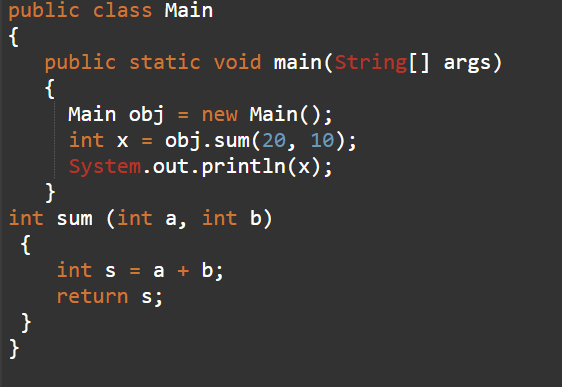 public class Main
{
public static void main(String[] args)
{
Main obj = new Main();
int x = obj.sum(20, 10);
System.out.println(x);
}
int sum (int a, int b)
{
int s = a + b;
return s;
}
}